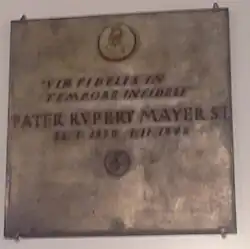 "VIR FIDELIS IN
TEMPORE INFIDELI"
PATER RVPERT MAYER SJ